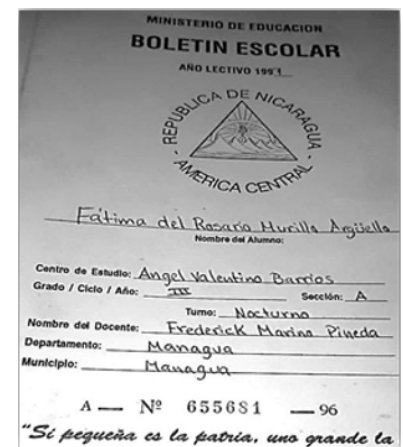 MINISTERIO DE EDUCACION
BOLETIN ESCOLAR
AÑO LECTIVO 1991
REPUBLICA DE NICARAGUA
- AMERICA CENTRAL -
Fátima del Rosario Murillo Argüello
Nombre del Alumno:
Centro de Estudio: Angel Valentino Barrios
Grado / Ciclo / Año: III Sección: A
Turno: Nocturno
Nombre del Docente: Frederick Marino Pineda
Departamento: Managua
Municipio: Managua
A — Nº 655681 — 96
"Si pequeña es la patria, uno grande la